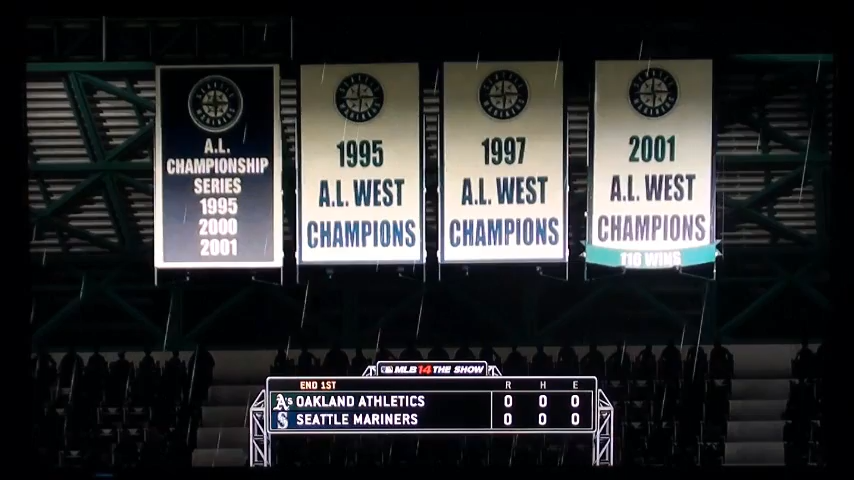 A.L.
CHAMPIONSHIP
SERIES
1995
2000
2001
1995
A.L. WEST
CHAMPIONS
1997
A.L. WEST
CHAMPIONS
2001
A.L. WEST
CHAMPIONS
116 WINS
MLB 14 THE SHOW
END 1ST R H E
A's OAKLAND ATHLETICS 0 0 0
S SEATTLE MARINERS 0 0 0